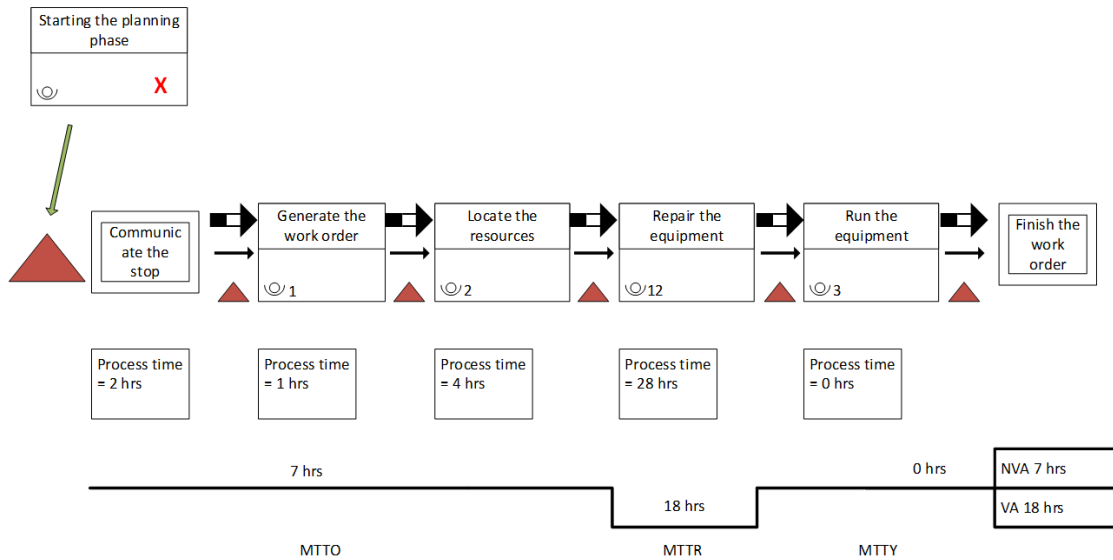 Starting the planning
phase
X
Communic
ate the
stop
Generate the
work order
1
Locate the
resources
2
Repair the
equipment
12
Run the
equipment
3
Finish the
work
order
Process time
= 2 hrs
Process time
= 1 hrs
Process time
= 4 hrs
Process time
= 28 hrs
Process time
= 0 hrs
7 hrs
18 hrs
0 hrs
NVA 7 hrs
VA 18 hrs
MTTO
MTTR
MTTY